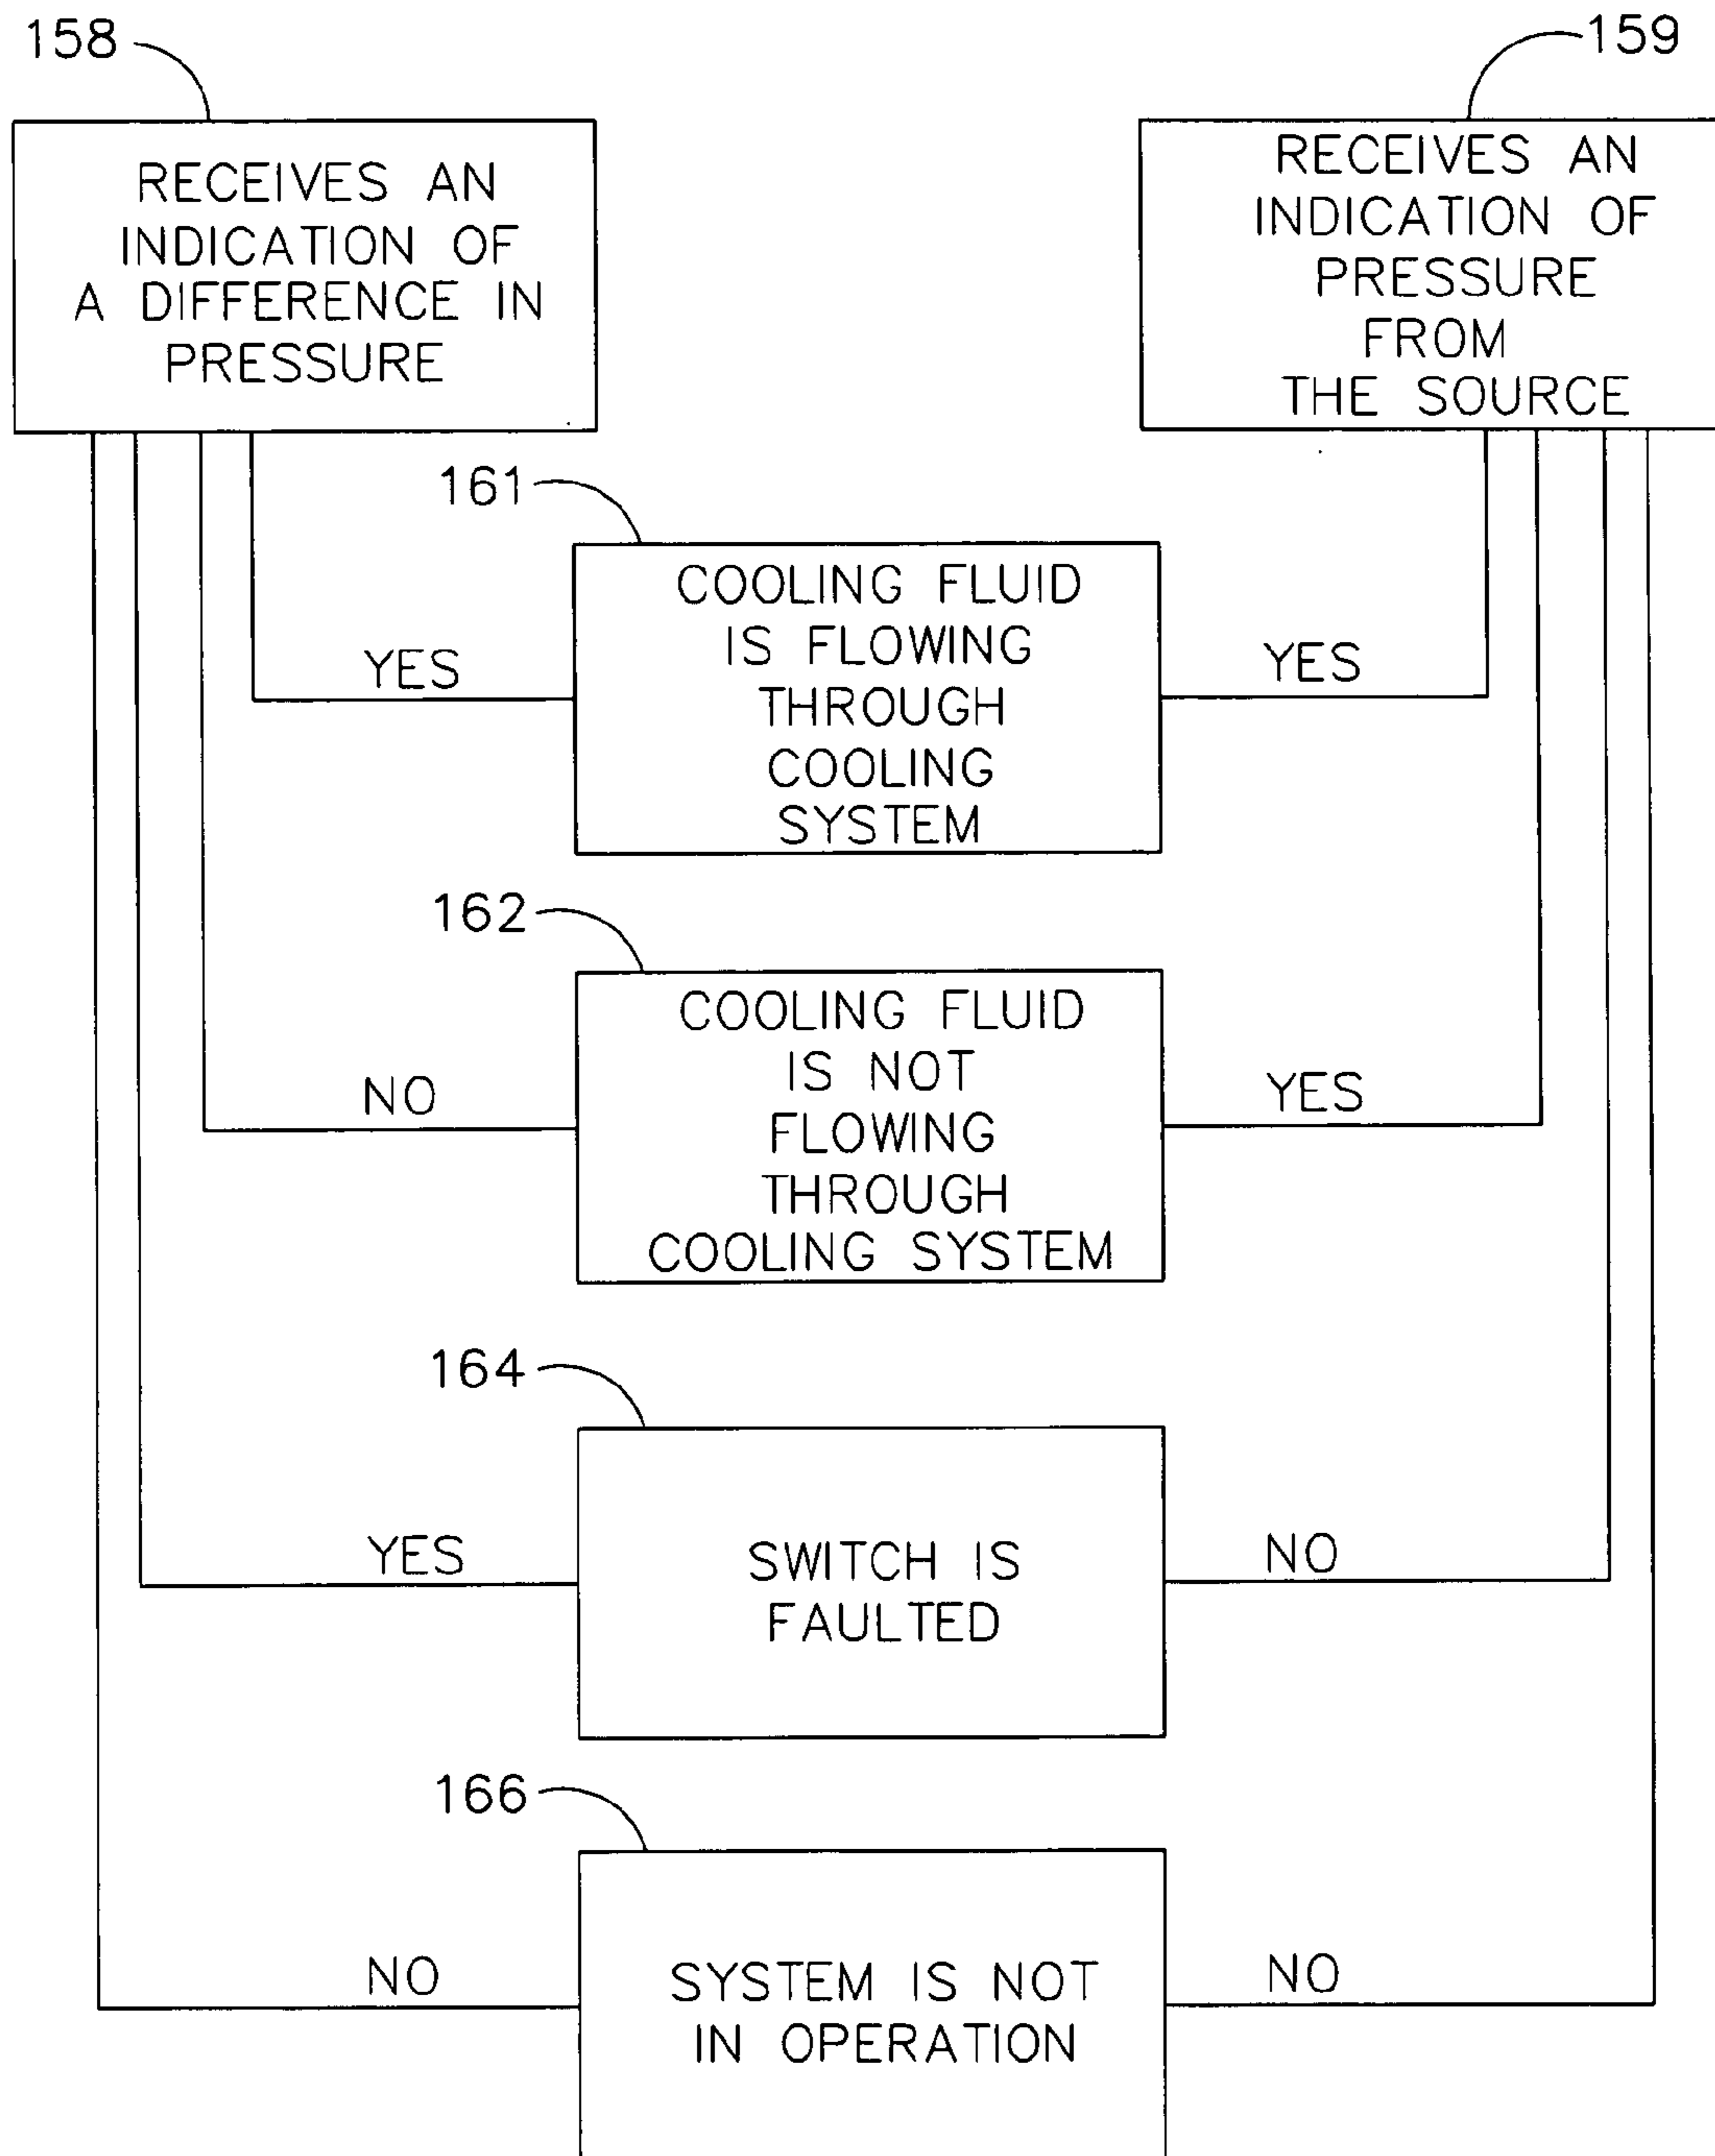 158
159
RECEIVES AN
INDICATION OF
A DIFFERENCE IN
PRESSURE
RECEIVES AN
INDICATION OF
PRESSURE
FROM
THE SOURCE
161
COOLING FLUID
IS FLOWING
THROUGH
COOLING
SYSTEM
YES
YES
162
COOLING FLUID
IS NOT
FLOWING
THROUGH
COOLING SYSTEM
NO
YES
164
SWITCH IS
FAULTED
YES
NO
166
SYSTEM IS NOT
IN OPERATION
NO
NO